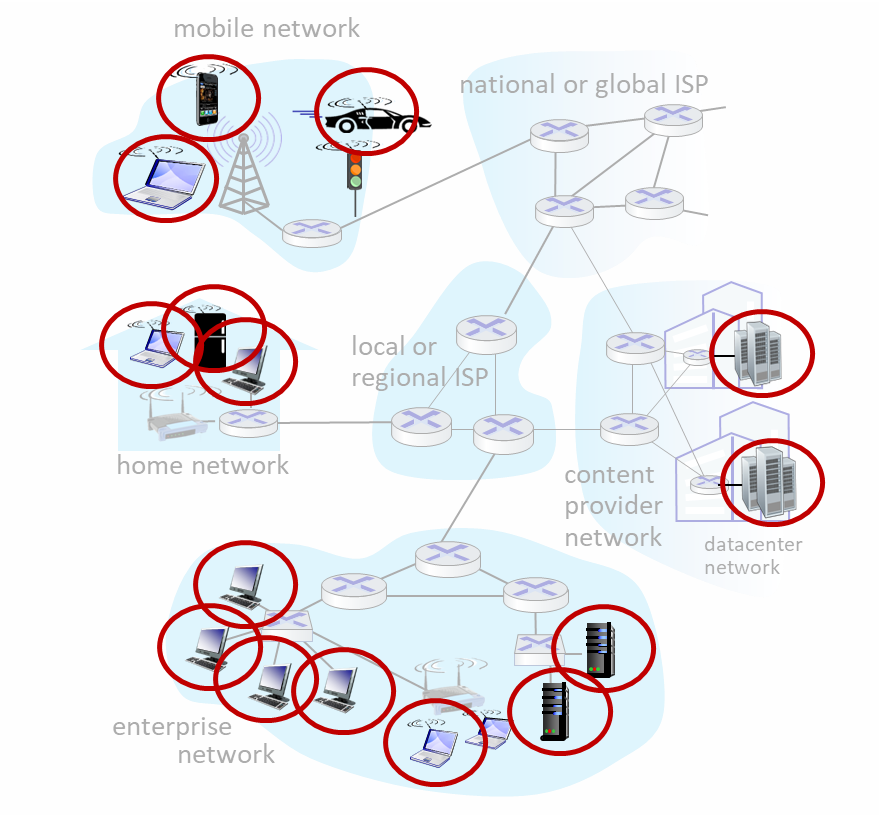 mobile network
national or global ISP
local or
regional ISP
home network
content
provider
network
datacenter
network
enterprise
network